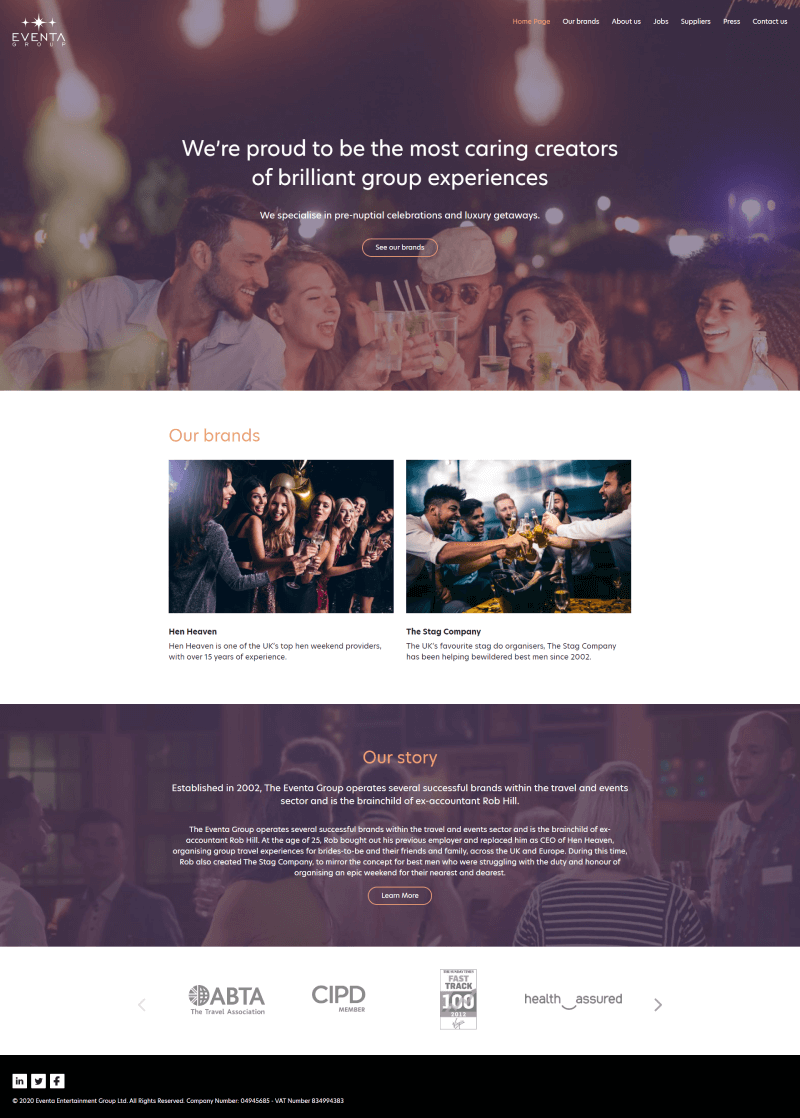 EVENTA
GROUP
Home Page Our brands About us Jobs Suppliers Press Contact us
We're proud to be the most caring creators
of brilliant group experiences
We specialise in pre-nuptial celebrations and luxury getaways.
See our brands
Our brands
Hen Heaven
Hen Heaven is one of the UK's top hen weekend providers,
with over 15 years of experience.
The Stag Company
The UK's favourite stag do organisers, The Stag Company
has been helping bewildered best men since 2002.
Our story
Established in 2002, The Eventa Group operates several successful brands within the travel and events
sector and is the brainchild of ex-accountant Rob Hill.
The Eventa Group operates several successful brands within the travel and events sector and is the brainchild of ex-
accountant Rob Hill. At the age of 25, Rob bought out his previous employer and replaced him as CEO of Hen Heaven,
organising group travel experiences for brides-to-be and their friends and family, across the UK and Europe. During this time,
Rob also created The Stag Company, to mirror the concept for best men who were struggling with the duty and honour of
organising an epic weekend for their nearest and dearest.
Learn More
ABTA
The Travel Association
CIPD
MEMBER
THE SUNDAY TIMES
FAST
TRACK
100
2012
Virgin
health assured
© 2020 Eventa Entertainment Group Ltd. All Rights Reserved. Company Number: 04945685 - VAT Number 834994383